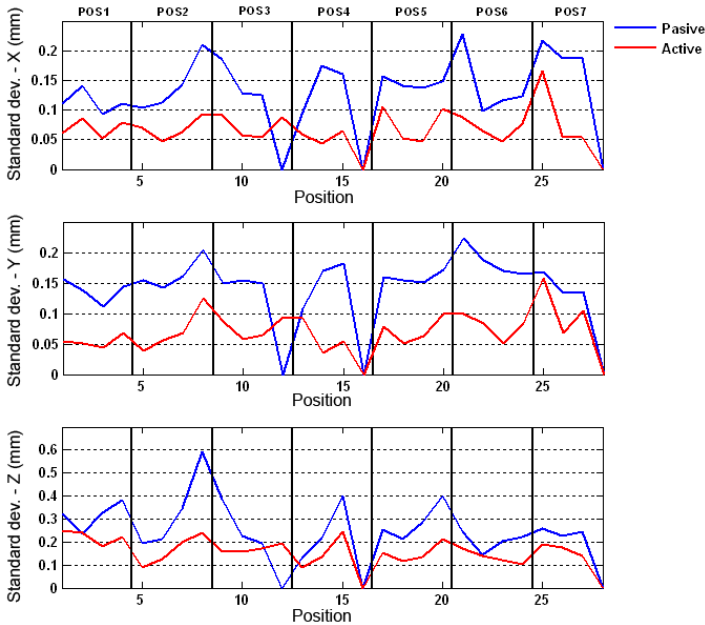 POS1 POS2 POS3 POS4 POS5 POS6 POS7
Pasive
Active
Standard dev. - X (mm)
0.2
0.15
0.1
0.05
0
5 10 15 20 25
Position
Standard dev. - Y (mm)
0.2
0.15
0.1
0.05
0
5 10 15 20 25
Position
Standard dev. - Z (mm)
0.6
0.5
0.4
0.3
0.2
0.1
0
5 10 15 20 25
Position